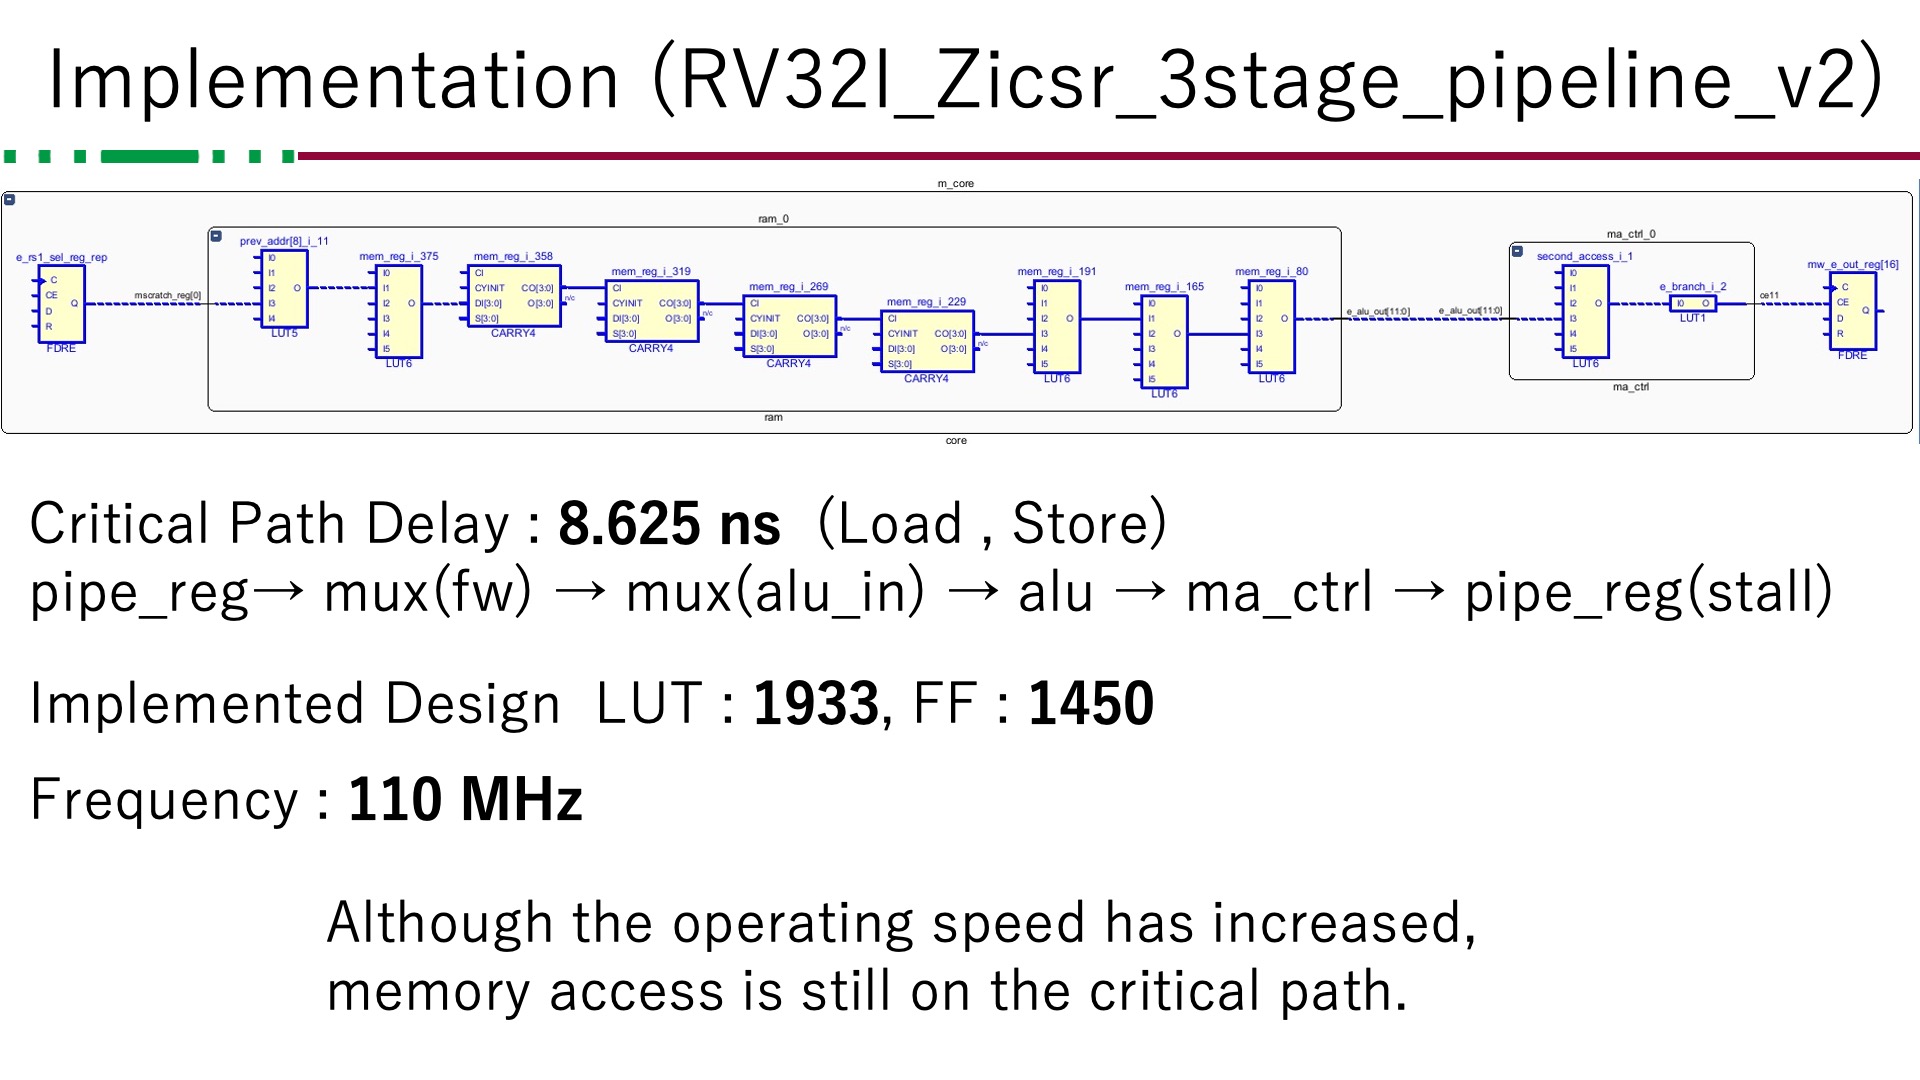 Implementation (RV32I_Zicsr_3stage_pipeline_v2)
m_core
ram_0
ma_ctrl_0
e_rs1_sel_reg_rep
C
CE
D
R
Q
FDRE
mscratch_reg[0]
prev_addr[8]_i_11
I0
I1
I2
I3
I4
O
LUT5
mem_reg_i_375
I0
I1
I2
I3
I4
I5
O
LUT6
mem_reg_i_358
CI
CYINIT
DI[3:0]
S[3:0]
CO[3:0]
O[3:0]
n/c
CARRY4
mem_reg_i_319
CI
CYINIT
DI[3:0]
S[3:0]
CO[3:0]
O[3:0]
n/c
CARRY4
mem_reg_i_269
CI
CYINIT
DI[3:0]
S[3:0]
CO[3:0]
O[3:0]
n/c
CARRY4
mem_reg_i_229
CI
CYINIT
DI[3:0]
S[3:0]
CO[3:0]
O[3:0]
n/c
CARRY4
mem_reg_i_191
I0
I1
I2
I3
I4
I5
O
LUT6
mem_reg_i_165
I0
I1
I2
I3
I4
I5
O
LUT6
mem_reg_i_80
I0
I1
I2
I3
I4
I5
O
LUT6
e_alu_out[11:0]
e_alu_out[11:0]
second_access_i_1
I0
I1
I2
I3
I4
I5
O
LUT6
e_branch_i_2
I0 O
LUT1
ce11
mw_e_out_reg[16]
C
CE
D
R
Q
FDRE
ma_ctrl
ram
core
Critical Path Delay : 8.625 ns (Load , Store)
pipe_reg→ mux(fw) → mux(alu_in) → alu → ma_ctrl → pipe_reg(stall)
Implemented Design LUT : 1933, FF : 1450
Frequency : 110 MHz
Although the operating speed has increased,
memory access is still on the critical path.